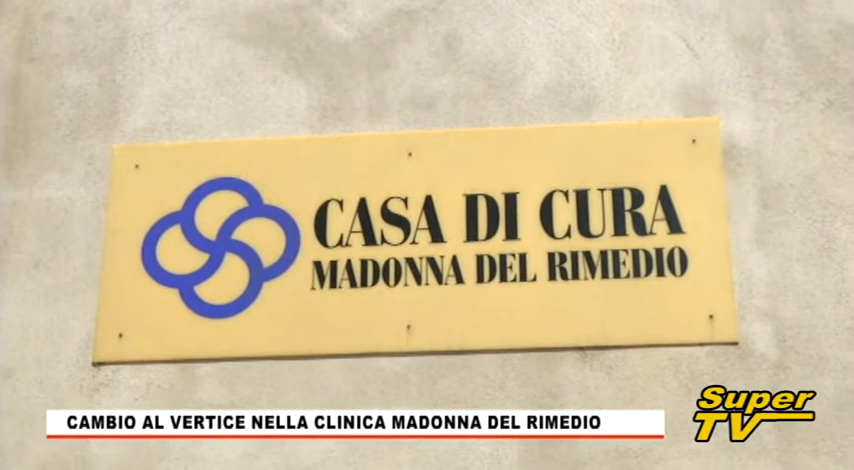 CASA DI CURA
MADONNA DEL RIMEDIO
CAMBIO AL VERTICE NELLA CLINICA MADONNA DEL RIMEDIO
Super
TV